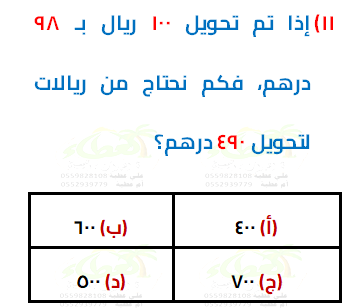 ١١) إذا تم تحويل ١٠٠ ريال بـ ٩٨
درهم، فكم نحتاج من ريالات
لتحويل ٤٩٠ درهم؟
(أ) ٤٠٠
(ب) ٦٠٠
(ج) ٧٠٠
(د) ٥٠٠